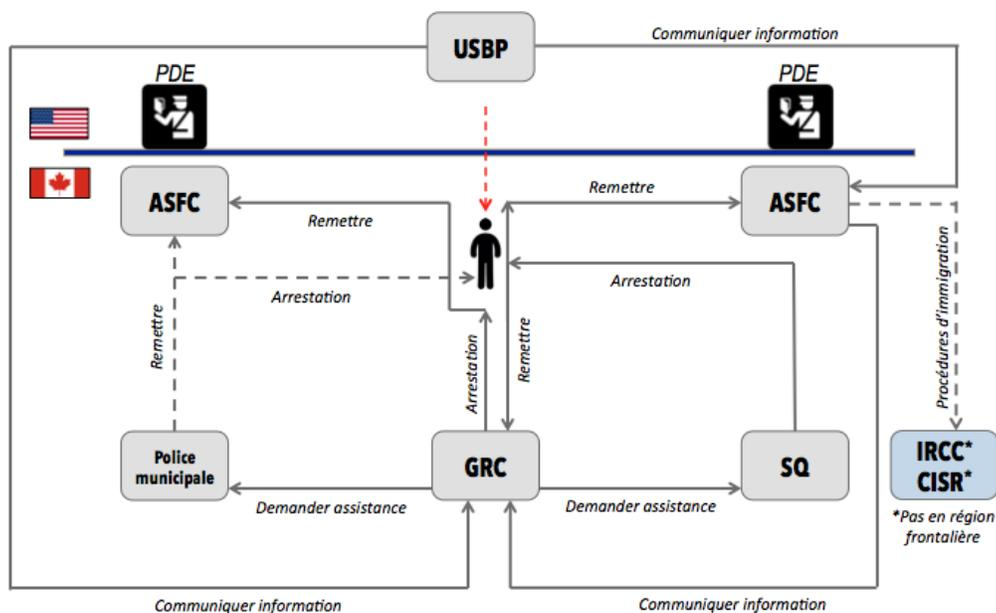 USBP
Communiquer information
PDE
PDE
ASFC
Remettre
Remettre
ASFC
Arrestation
Arrestation
Remettre
Arrestation
Remettre
Procédures d'immigration
Police
municipale
GRC
SQ
IRCC*
CISR*
Demander assistance
Demander assistance
*Pas en région
frontalière
Communiquer information
Communiquer information